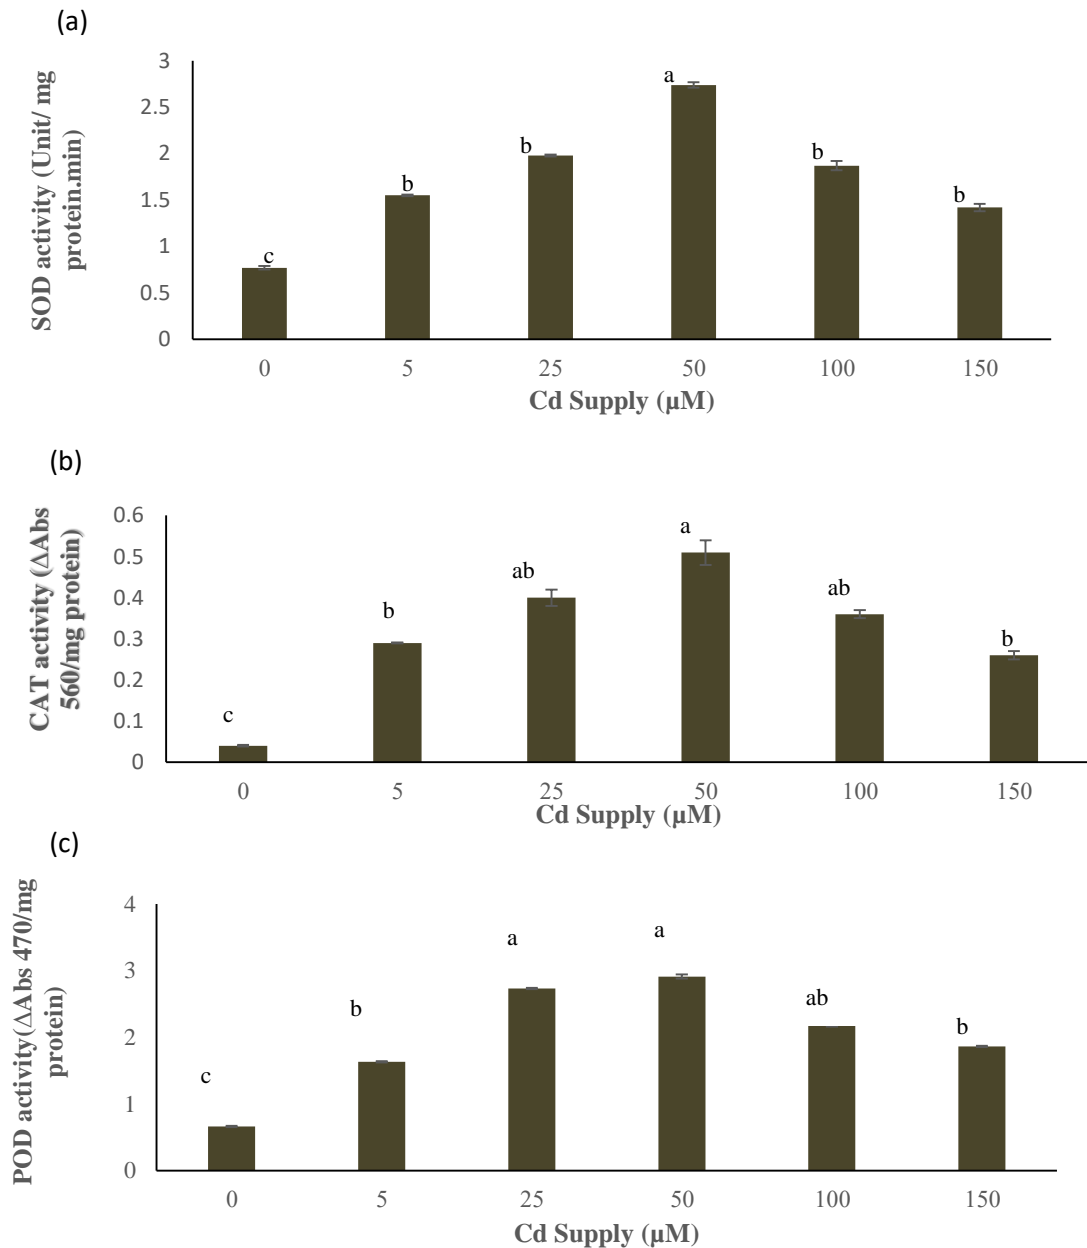 (a)
SOD activity (Unit/ mg
protein.min)
3
2.5
2
1.5
1
0.5
0
c
b
b
a
b
b
0 5 25 50 100 150
Cd Supply (µM)
(b)
CAT activity (ΔAbs
560/mg protein)
0.6
0.5
0.4
0.3
0.2
0.1
0
c
b
ab
a
ab
b
0 5 25 50 100 150
Cd Supply (µM)
(c)
POD activity(ΔAbs 470/mg
protein)
4
3
2
1
0
c
b
a
a
ab
b
0 5 25 50 100 150
Cd Supply (µM)